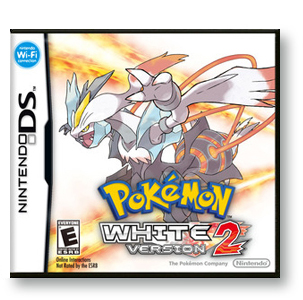 Nintendo
Wi-Fi
connection
NINTENDO DS
POKéMON
WHITE
VERSION 2
EVERYONE
E
ESRB
Online Interactions
Not Rated by the ESRB
The Pokémon Company
Nintendo